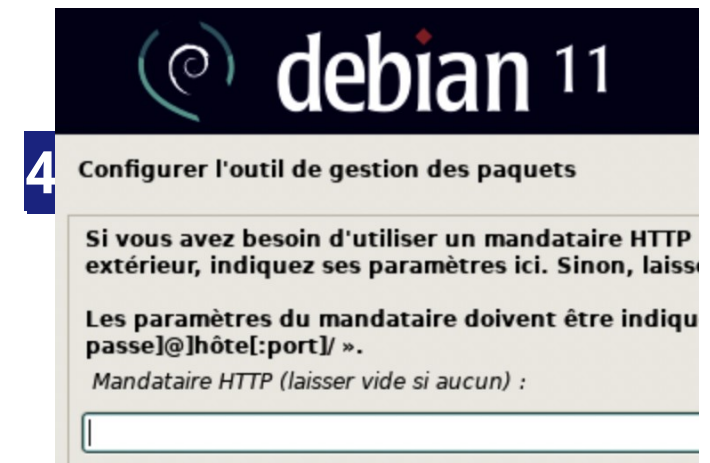 debian 11
4
Configurer l'outil de gestion des paquets
Si vous avez besoin d'utiliser un mandataire HTTP
extérieur, indiquez ses paramètres ici. Sinon,
Les paramètres du mandataire doivent être
passe]@]hôte[:port]/ ».
Mandataire HTTP (laisser vide si aucun) :